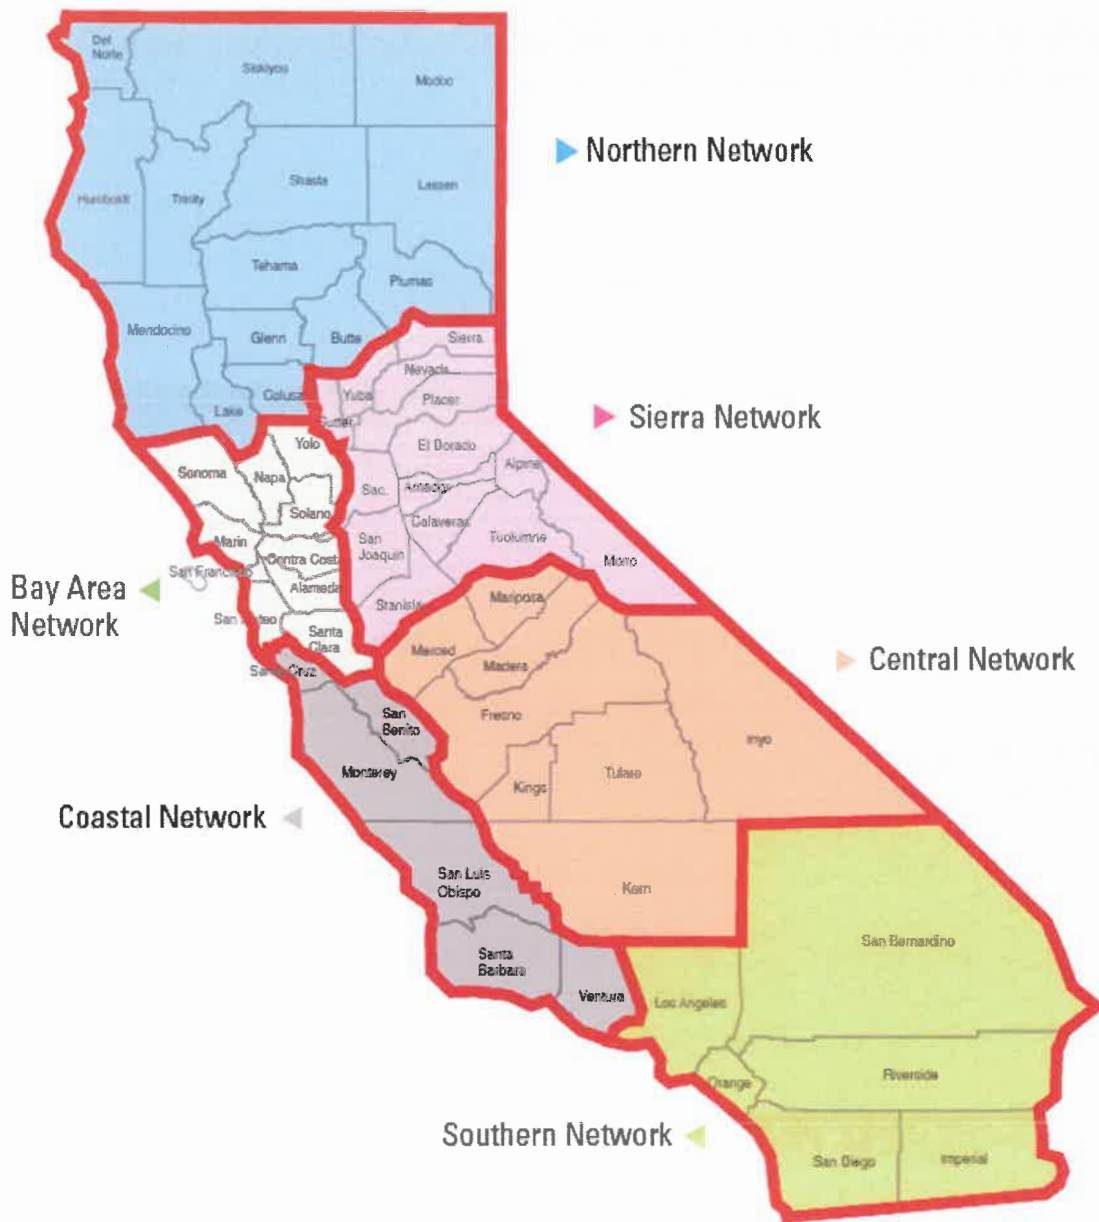 Del
Norte
Siskiyou
Modoc
Northern Network
Humboldt
Trinity
Shasta
Lassen
Tehama
Plumas
Mendocino
Glenn
Butte
Sierra
Nevada
Colusa
Yuba
Placer
Lake
Sutter
Sierra Network
Yolo
El Dorado
Sonoma
Napa
Alpine
Sac.
Amador
Solano
Calaveras
Marin
San
Joaquin
Tuolumne
Contra Costa
Mono
San Francisco
Alameda
Bay Area
Network
Stanisla
Mariposa
San Mateo
Santa
Clara
Merced
Madera
Central Network
Santa Cruz
San
Benito
Fresno
Inyo
Monterey
Kings
Tulare
Coastal Network
San Luis
Obispo
Kern
San Bernardino
Santa
Barbara
Ventura
Los Angeles
Orange
Riverside
Southern Network
San Diego
Imperial